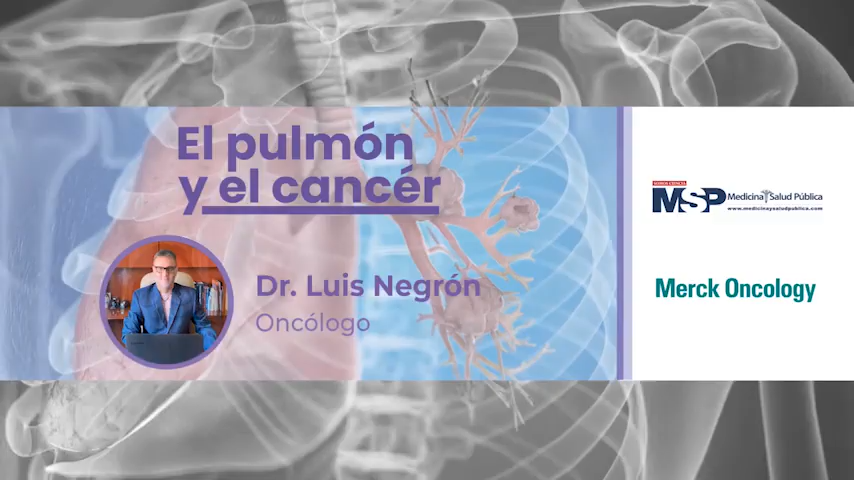 El pulmón
y el cancér
Dr. Luis Negrón
Oncólogo
MSP Medicina Salud Pública
www.medicinaysaludpublica.com
Merck Oncology